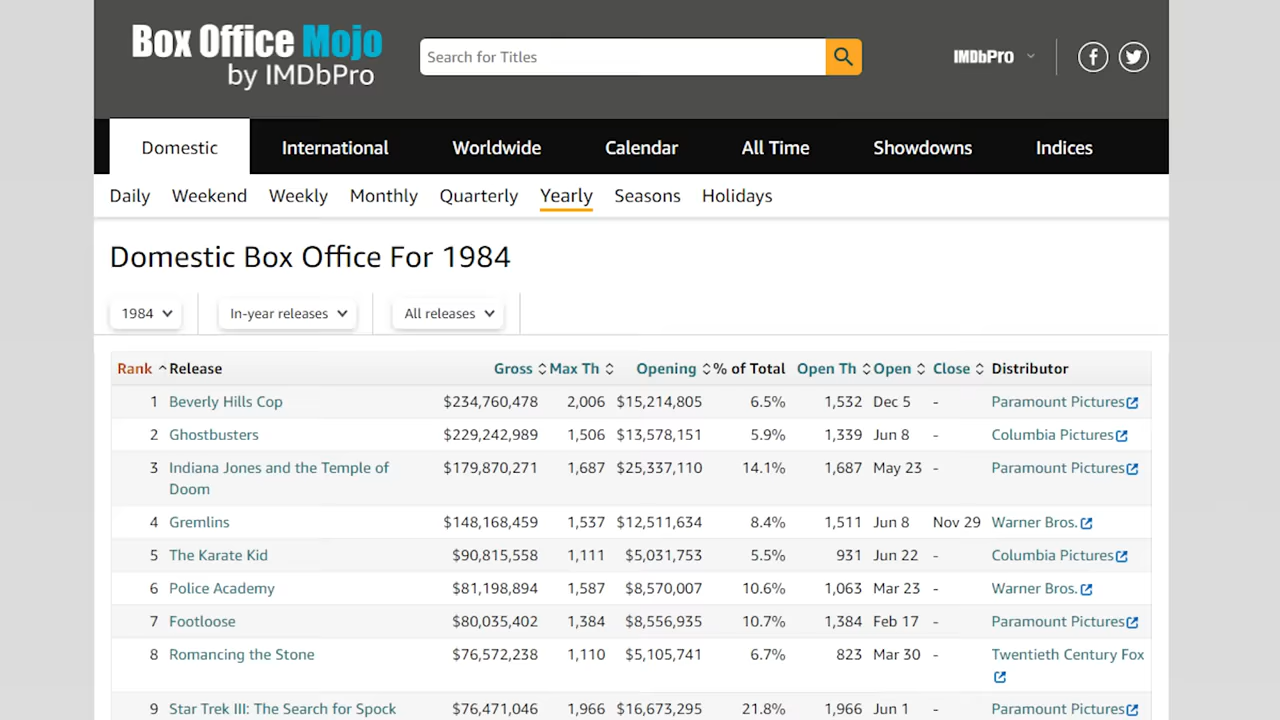 Box Office Mojo
by IMDbPro
Search for Titles
IMDbPro
Domestic International Worldwide Calendar All Time Showdowns Indices
Daily Weekend Weekly Monthly Quarterly Yearly Seasons Holidays
Domestic Box Office For 1984
1984 In-year releases All releases
Rank Release Gross Max Th Opening % of Total Open Th Open Close Distributor
1 Beverly Hills Cop $234,760,478 2,006 $15,214,805 6.5% 1,532 Dec 5 - Paramount Pictures
2 Ghostbusters $229,242,989 1,506 $13,578,151 5.9% 1,339 Jun 8 - Columbia Pictures
3 Indiana Jones and the Temple of $179,870,271 1,687 $25,337,110 14.1% 1,687 May 23 - Paramount Pictures
Doom
4 Gremlins $148,168,459 1,537 $12,511,634 8.4% 1,511 Jun 8 Nov 29 Warner Bros.
5 The Karate Kid $90,815,558 1,111 $5,031,753 5.5% 931 Jun 22 - Columbia Pictures
6 Police Academy $81,198,894 1,587 $8,570,007 10.6% 1,063 Mar 23 - Warner Bros.
7 Footloose $80,035,402 1,384 $8,556,935 10.7% 1,384 Feb 17 - Paramount Pictures
8 Romancing the Stone $76,572,238 1,110 $5,105,741 6.7% 823 Mar 30 - Twentieth Century Fox
9 Star Trek III: The Search for Spock $76,471,046 1,966 $16,673,295 21.8% 1,966 Jun 1 - Paramount Pictures